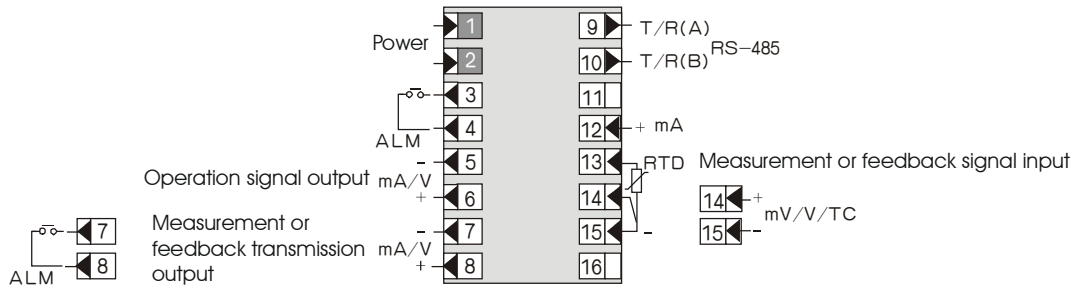 Power
1
2
3
4
ALM
5
6
7
8
Operation signal output
-
mA/V
+
Measurement or
feedback transmission
output
-
mA/V
+
7
8
ALM
9
T/R(A)
10
T/R(B)
RS-485
11
12
+ mA
13
RTD
14
15
-
16
Measurement or feedback signal input
14
+
mV/V/TC
15
-